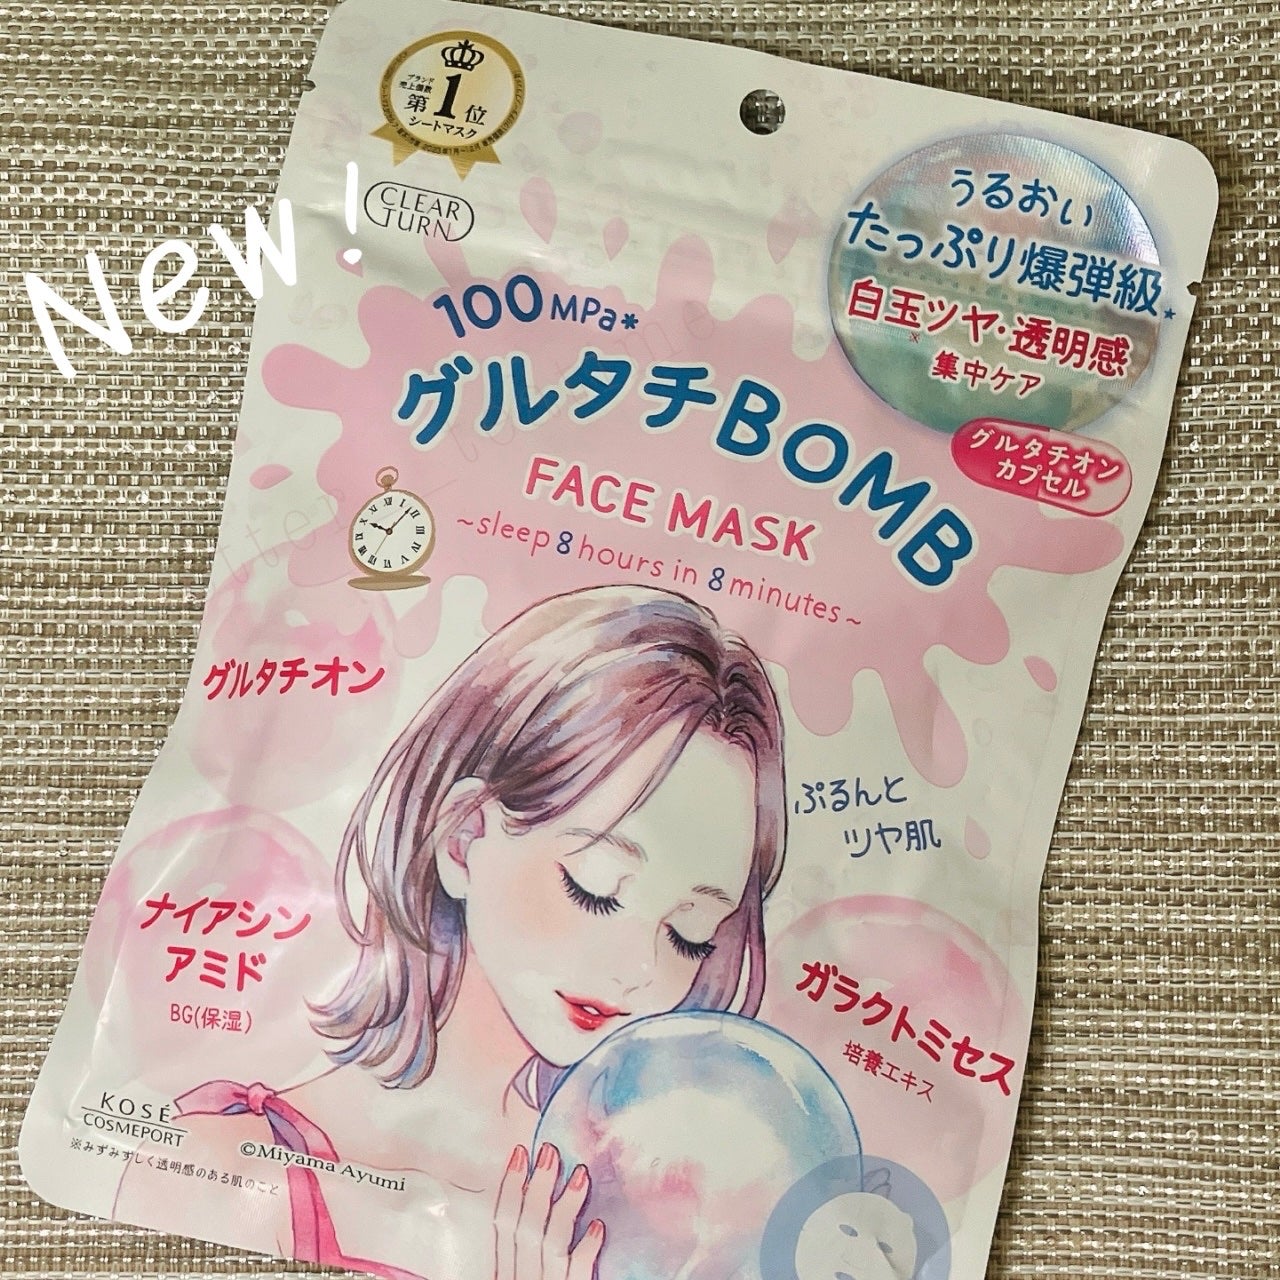 New!
ブランド
売上個数
第1位
シートマスク
CLEAR
TURN
うるおい
たっぷり爆弾級
白玉ツヤ・透明感
集中ケア
グルタチオン
カプセル
100MPa*
グルタチBOMB
FACE MASK
~sleep 8 hours in 8 minutes~
グルタチオン
ぷるんと
ツヤ肌
ナイアシン
アミド
BG(保湿)
ガラクトミセス
培養エキス
KOSÉ
COSMEPORT
©Miyama Ayumi
※みずみずしく透明感のある肌のこと